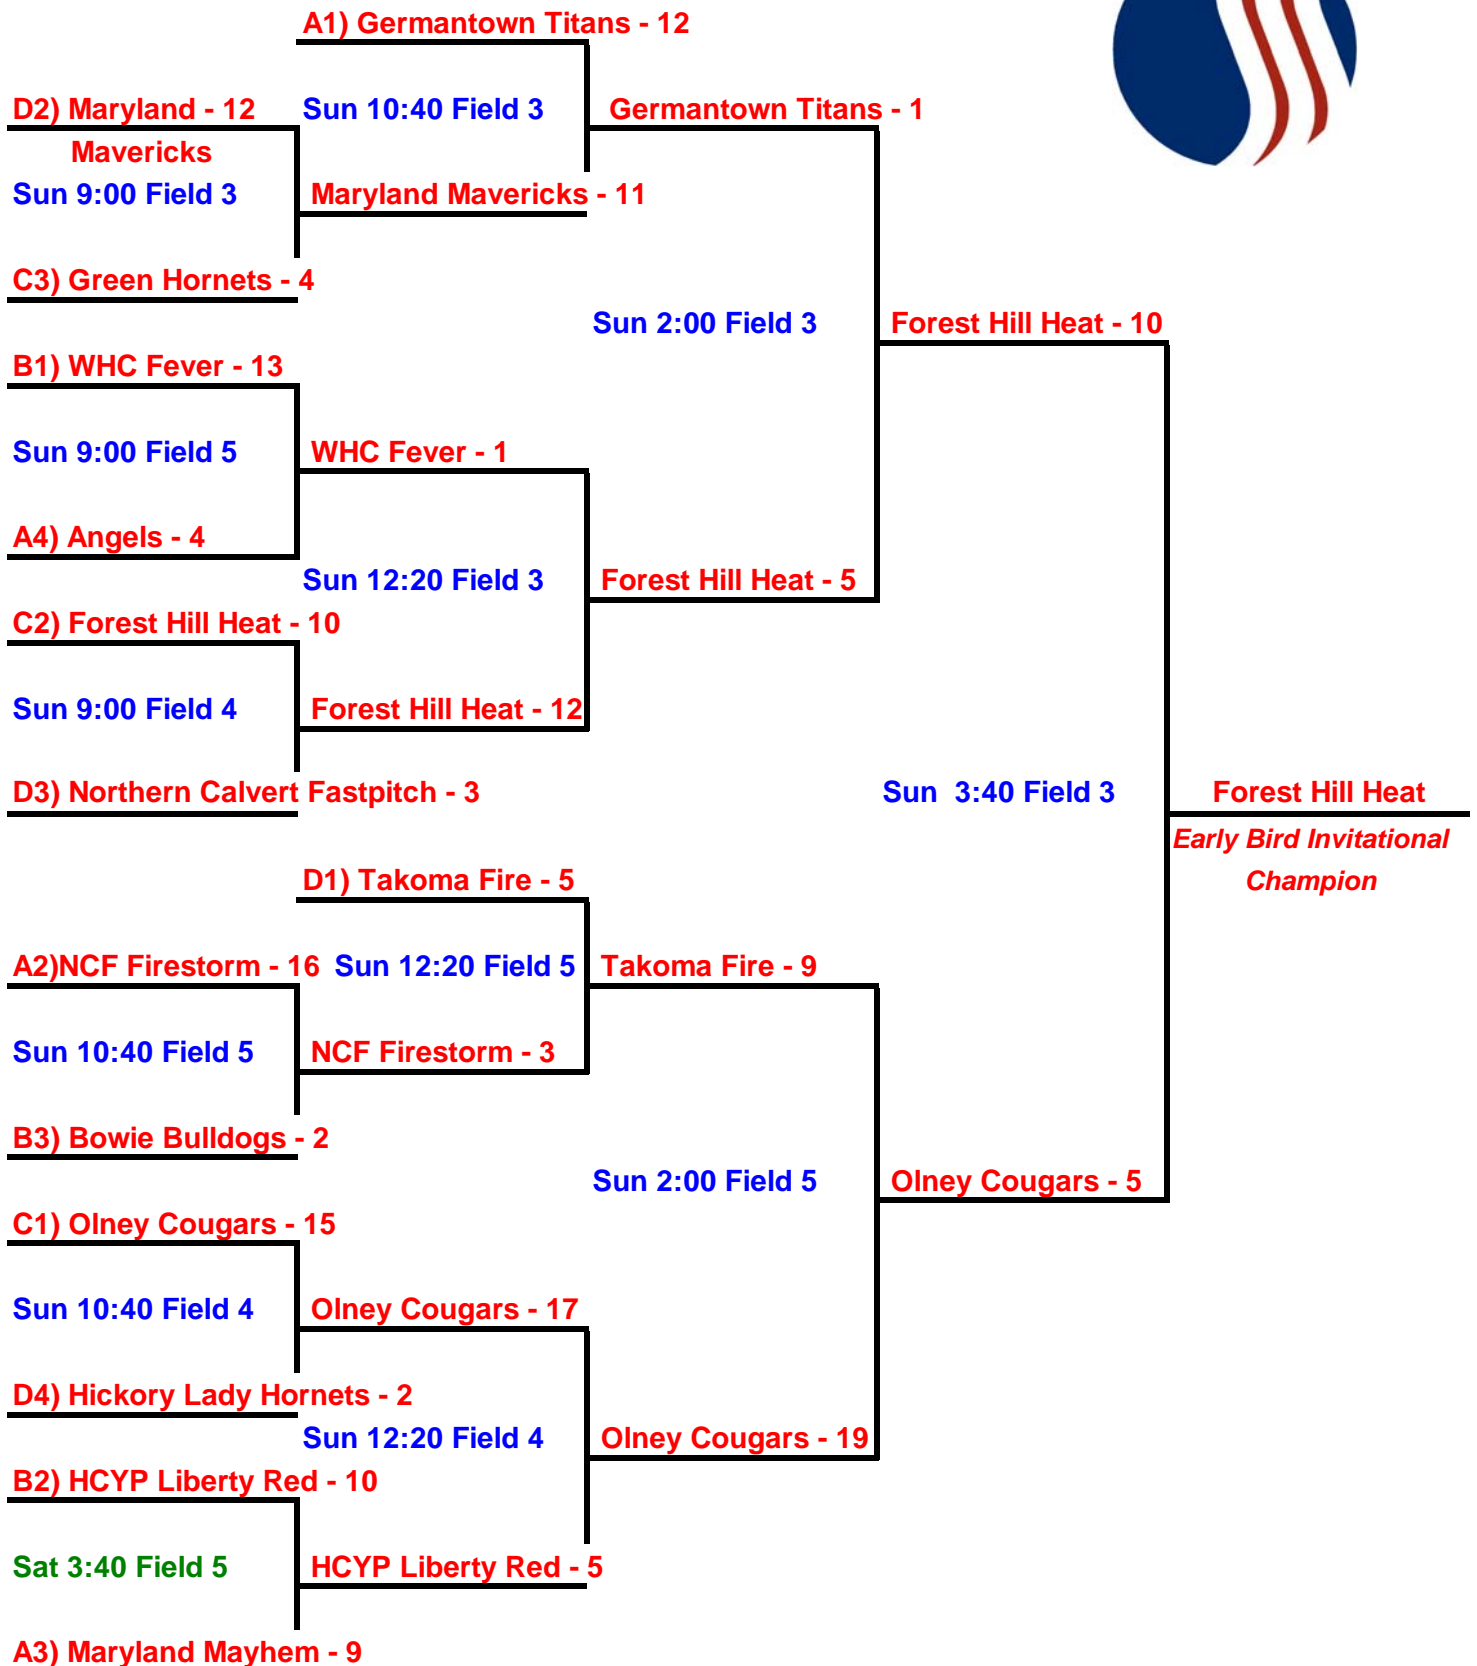 A1) Germantown Titans - 12
D2) Maryland - 12
Mavericks
Sun 10:40 Field 3
Germantown Titans - 1
Sun 9:00 Field 3
Maryland Mavericks - 11
C3) Green Hornets - 4
Sun 2:00 Field 3
Forest Hill Heat - 10
B1) WHC Fever - 13
Sun 9:00 Field 5
WHC Fever - 1
A4) Angels - 4
Sun 12:20 Field 3
Forest Hill Heat - 5
C2) Forest Hill Heat - 10
Sun 9:00 Field 4
Forest Hill Heat - 12
D3) Northern Calvert Fastpitch - 3
Sun  3:40 Field 3
Forest Hill Heat
Early Bird Invitational
Champion
D1) Takoma Fire - 5
A2)NCF Firestorm - 16
Sun 12:20 Field 5
Takoma Fire - 9
Sun 10:40 Field 5
NCF Firestorm - 3
B3) Bowie Bulldogs - 2
Sun 2:00 Field 5
Olney Cougars - 5
C1) Olney Cougars - 15
Sun 10:40 Field 4
Olney Cougars - 17
D4) Hickory Lady Hornets - 2
Sun 12:20 Field 4
Olney Cougars - 19
B2) HCYP Liberty Red - 10
Sat 3:40 Field 5
HCYP Liberty Red - 5
A3) Maryland Mayhem - 9